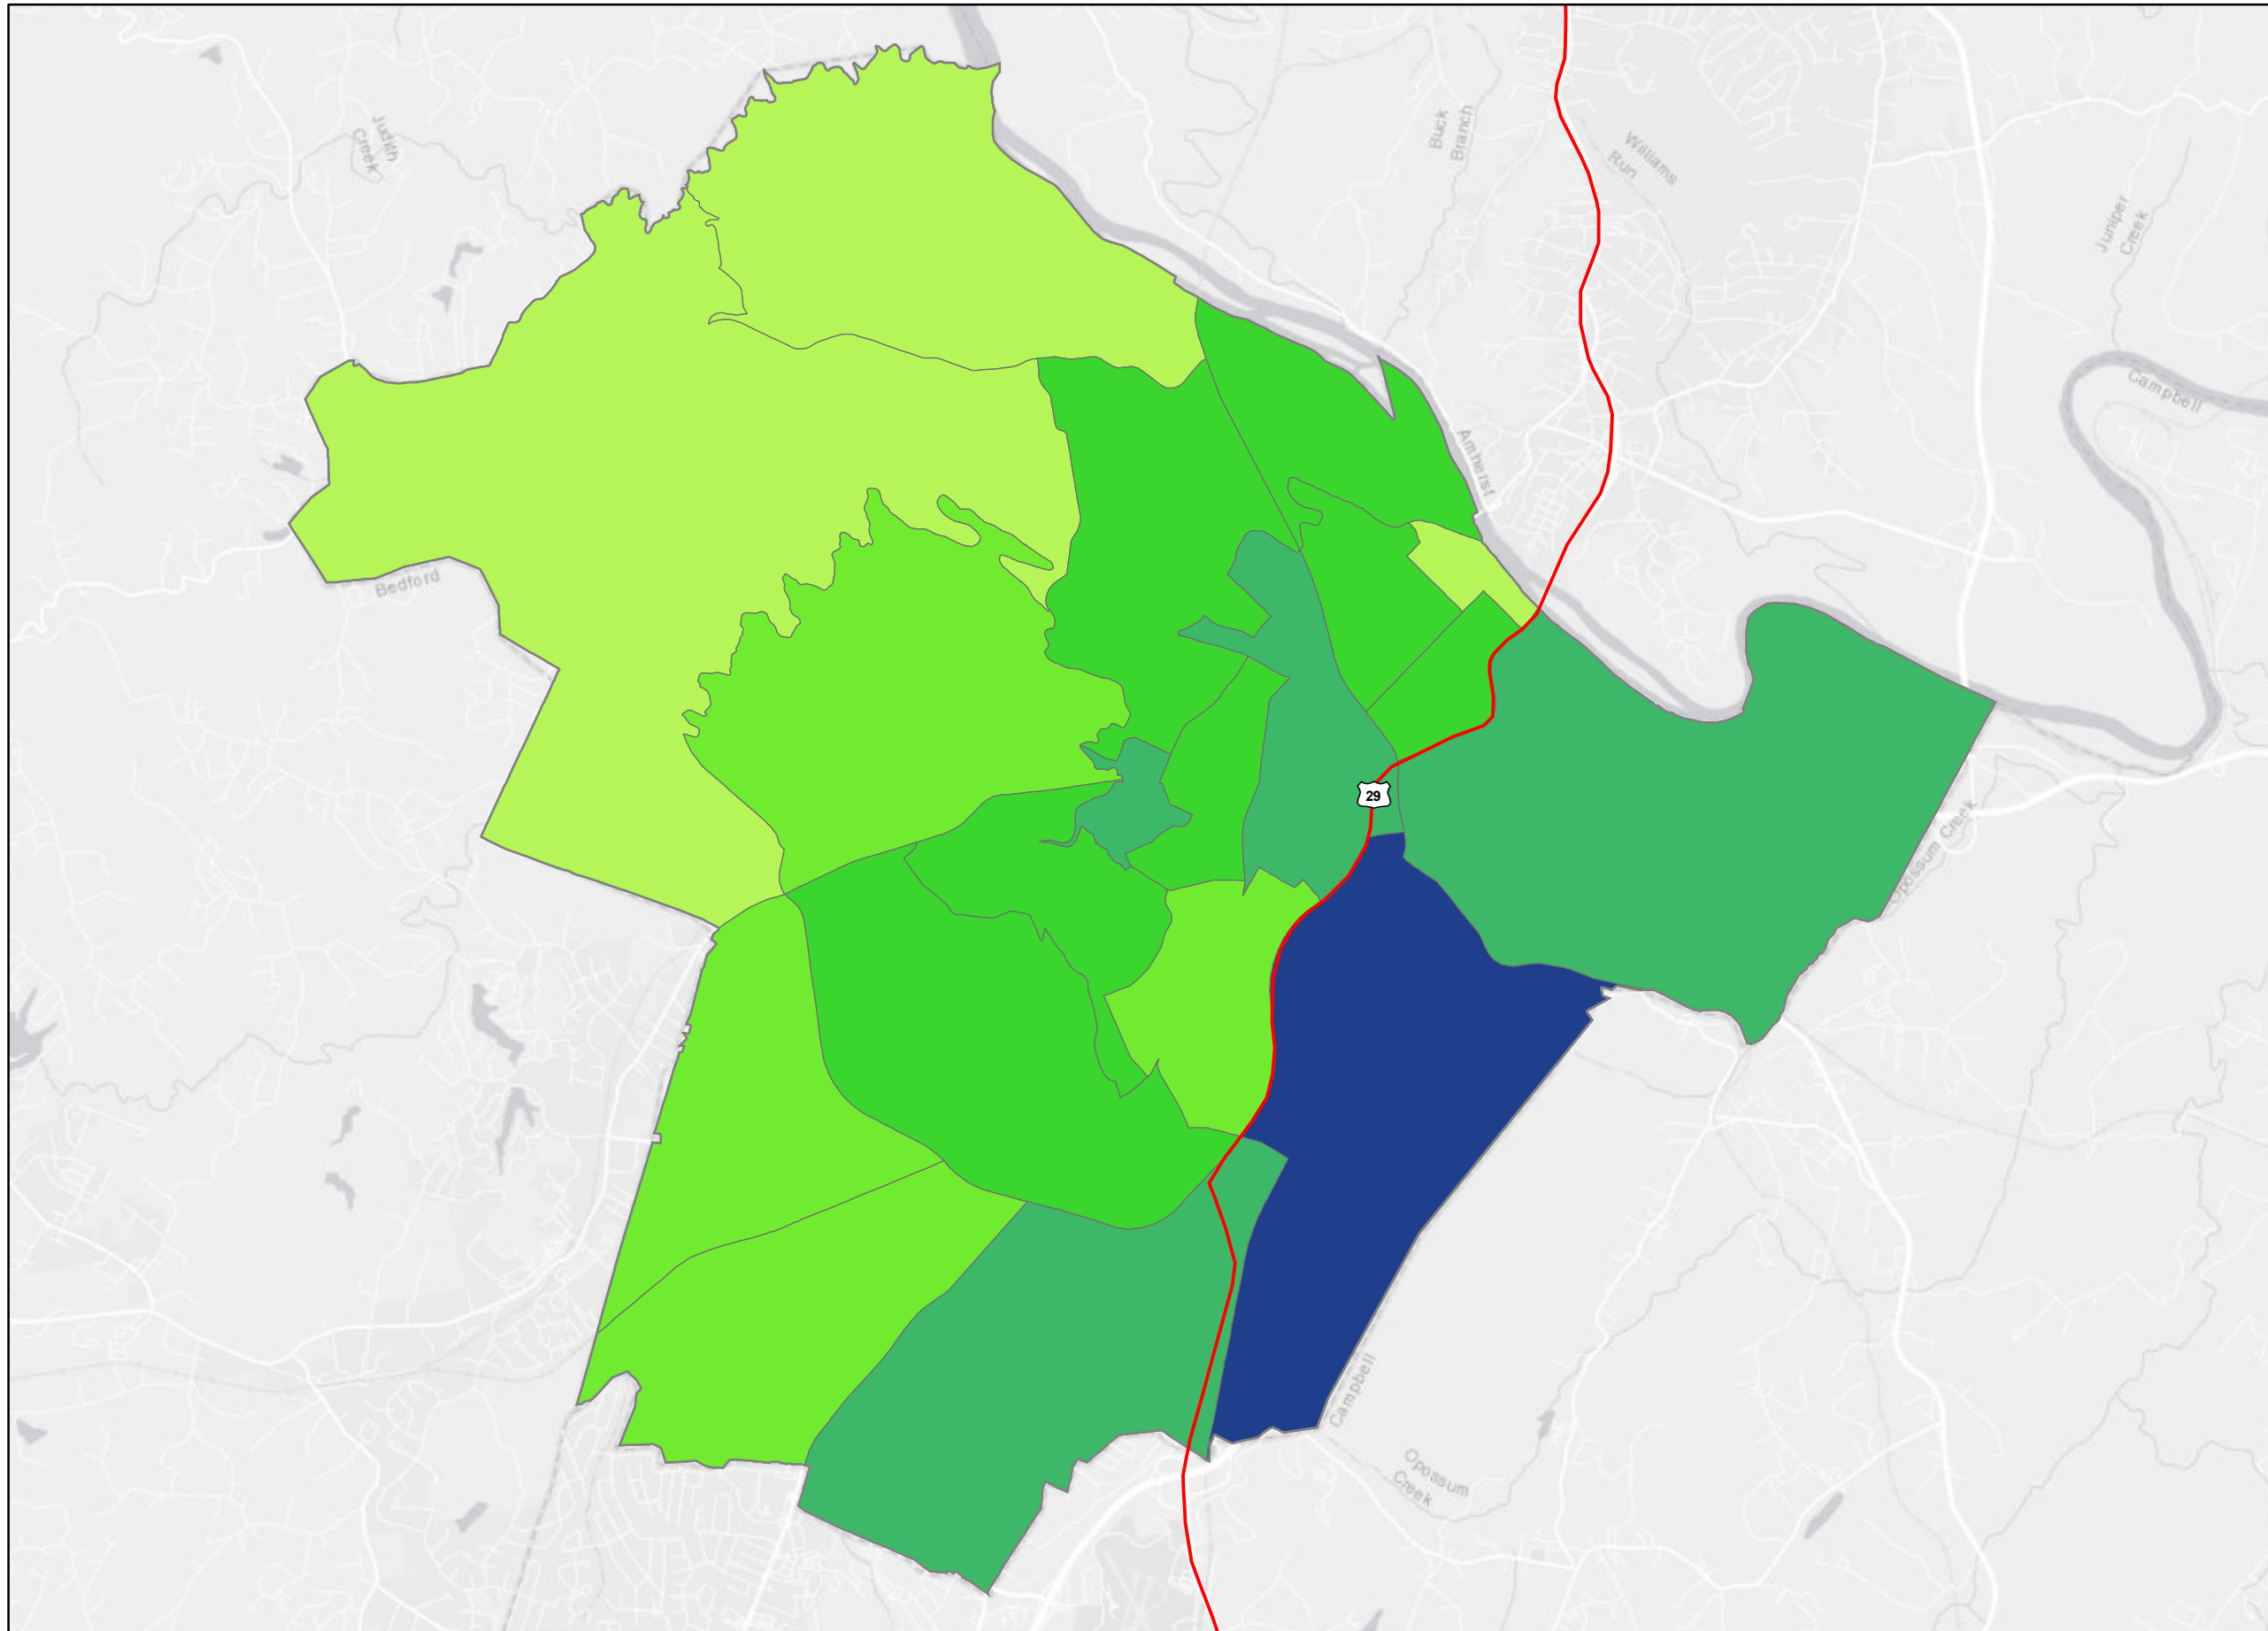 Judith
Creek
Buck
Branch
Williams
Run
Juniper
Creek
Campbell
Amherst
Bedford
29
Opossum Creek
Campbell
Opossum
Creek